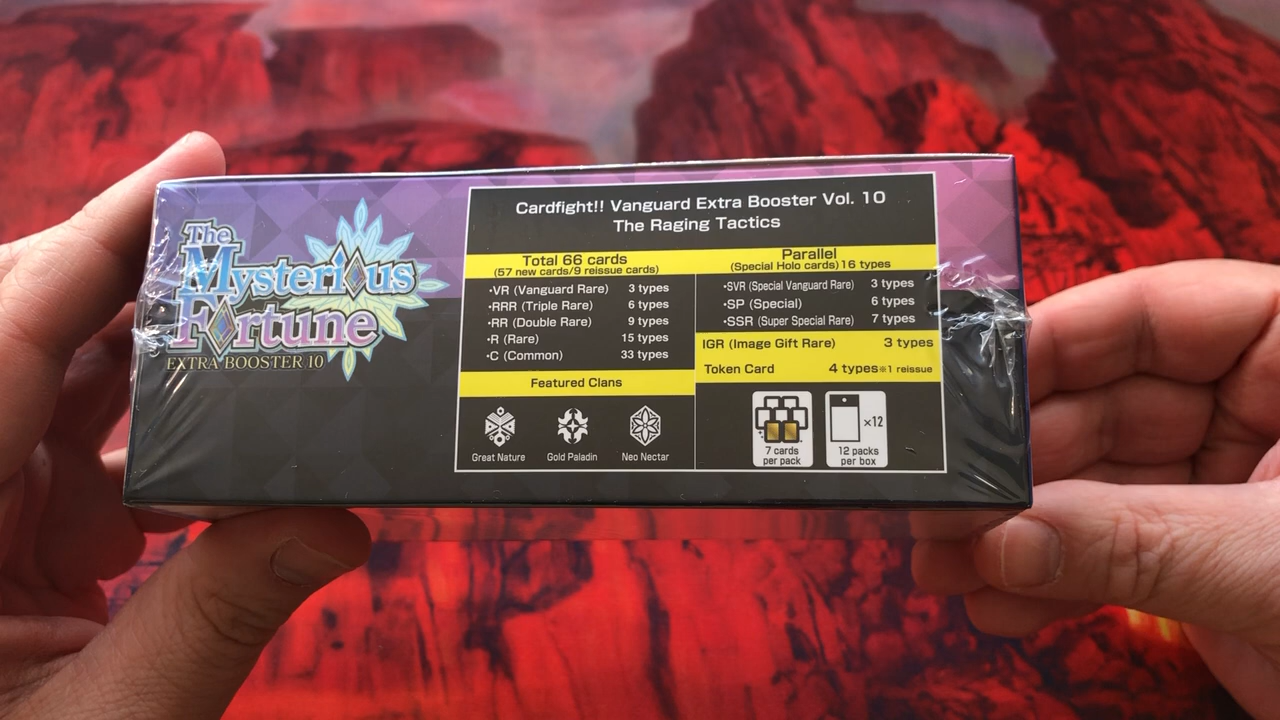 The
Mysterious
Fortune
EXTRA BOOSTER 10
Cardfight!! Vanguard Extra Booster Vol. 10
The Raging Tactics
Total 66 cards
(57 new cards/9 reissue cards)
•VR (Vanguard Rare) 3 types
•RRR (Triple Rare) 6 types
•RR (Double Rare) 9 types
•R (Rare) 15 types
•C (Common) 33 types
Featured Clans
Great Nature Gold Paladin Neo Nectar
Parallel
(Special Holo cards) 16 types
•SVR (Special Vanguard Rare) 3 types
•SP (Special) 6 types
•SSR (Super Special Rare) 7 types
IGR (Image Gift Rare) 3 types
Token Card 4 types※1 reissue
7 cards
per pack
×12
12 packs
per box